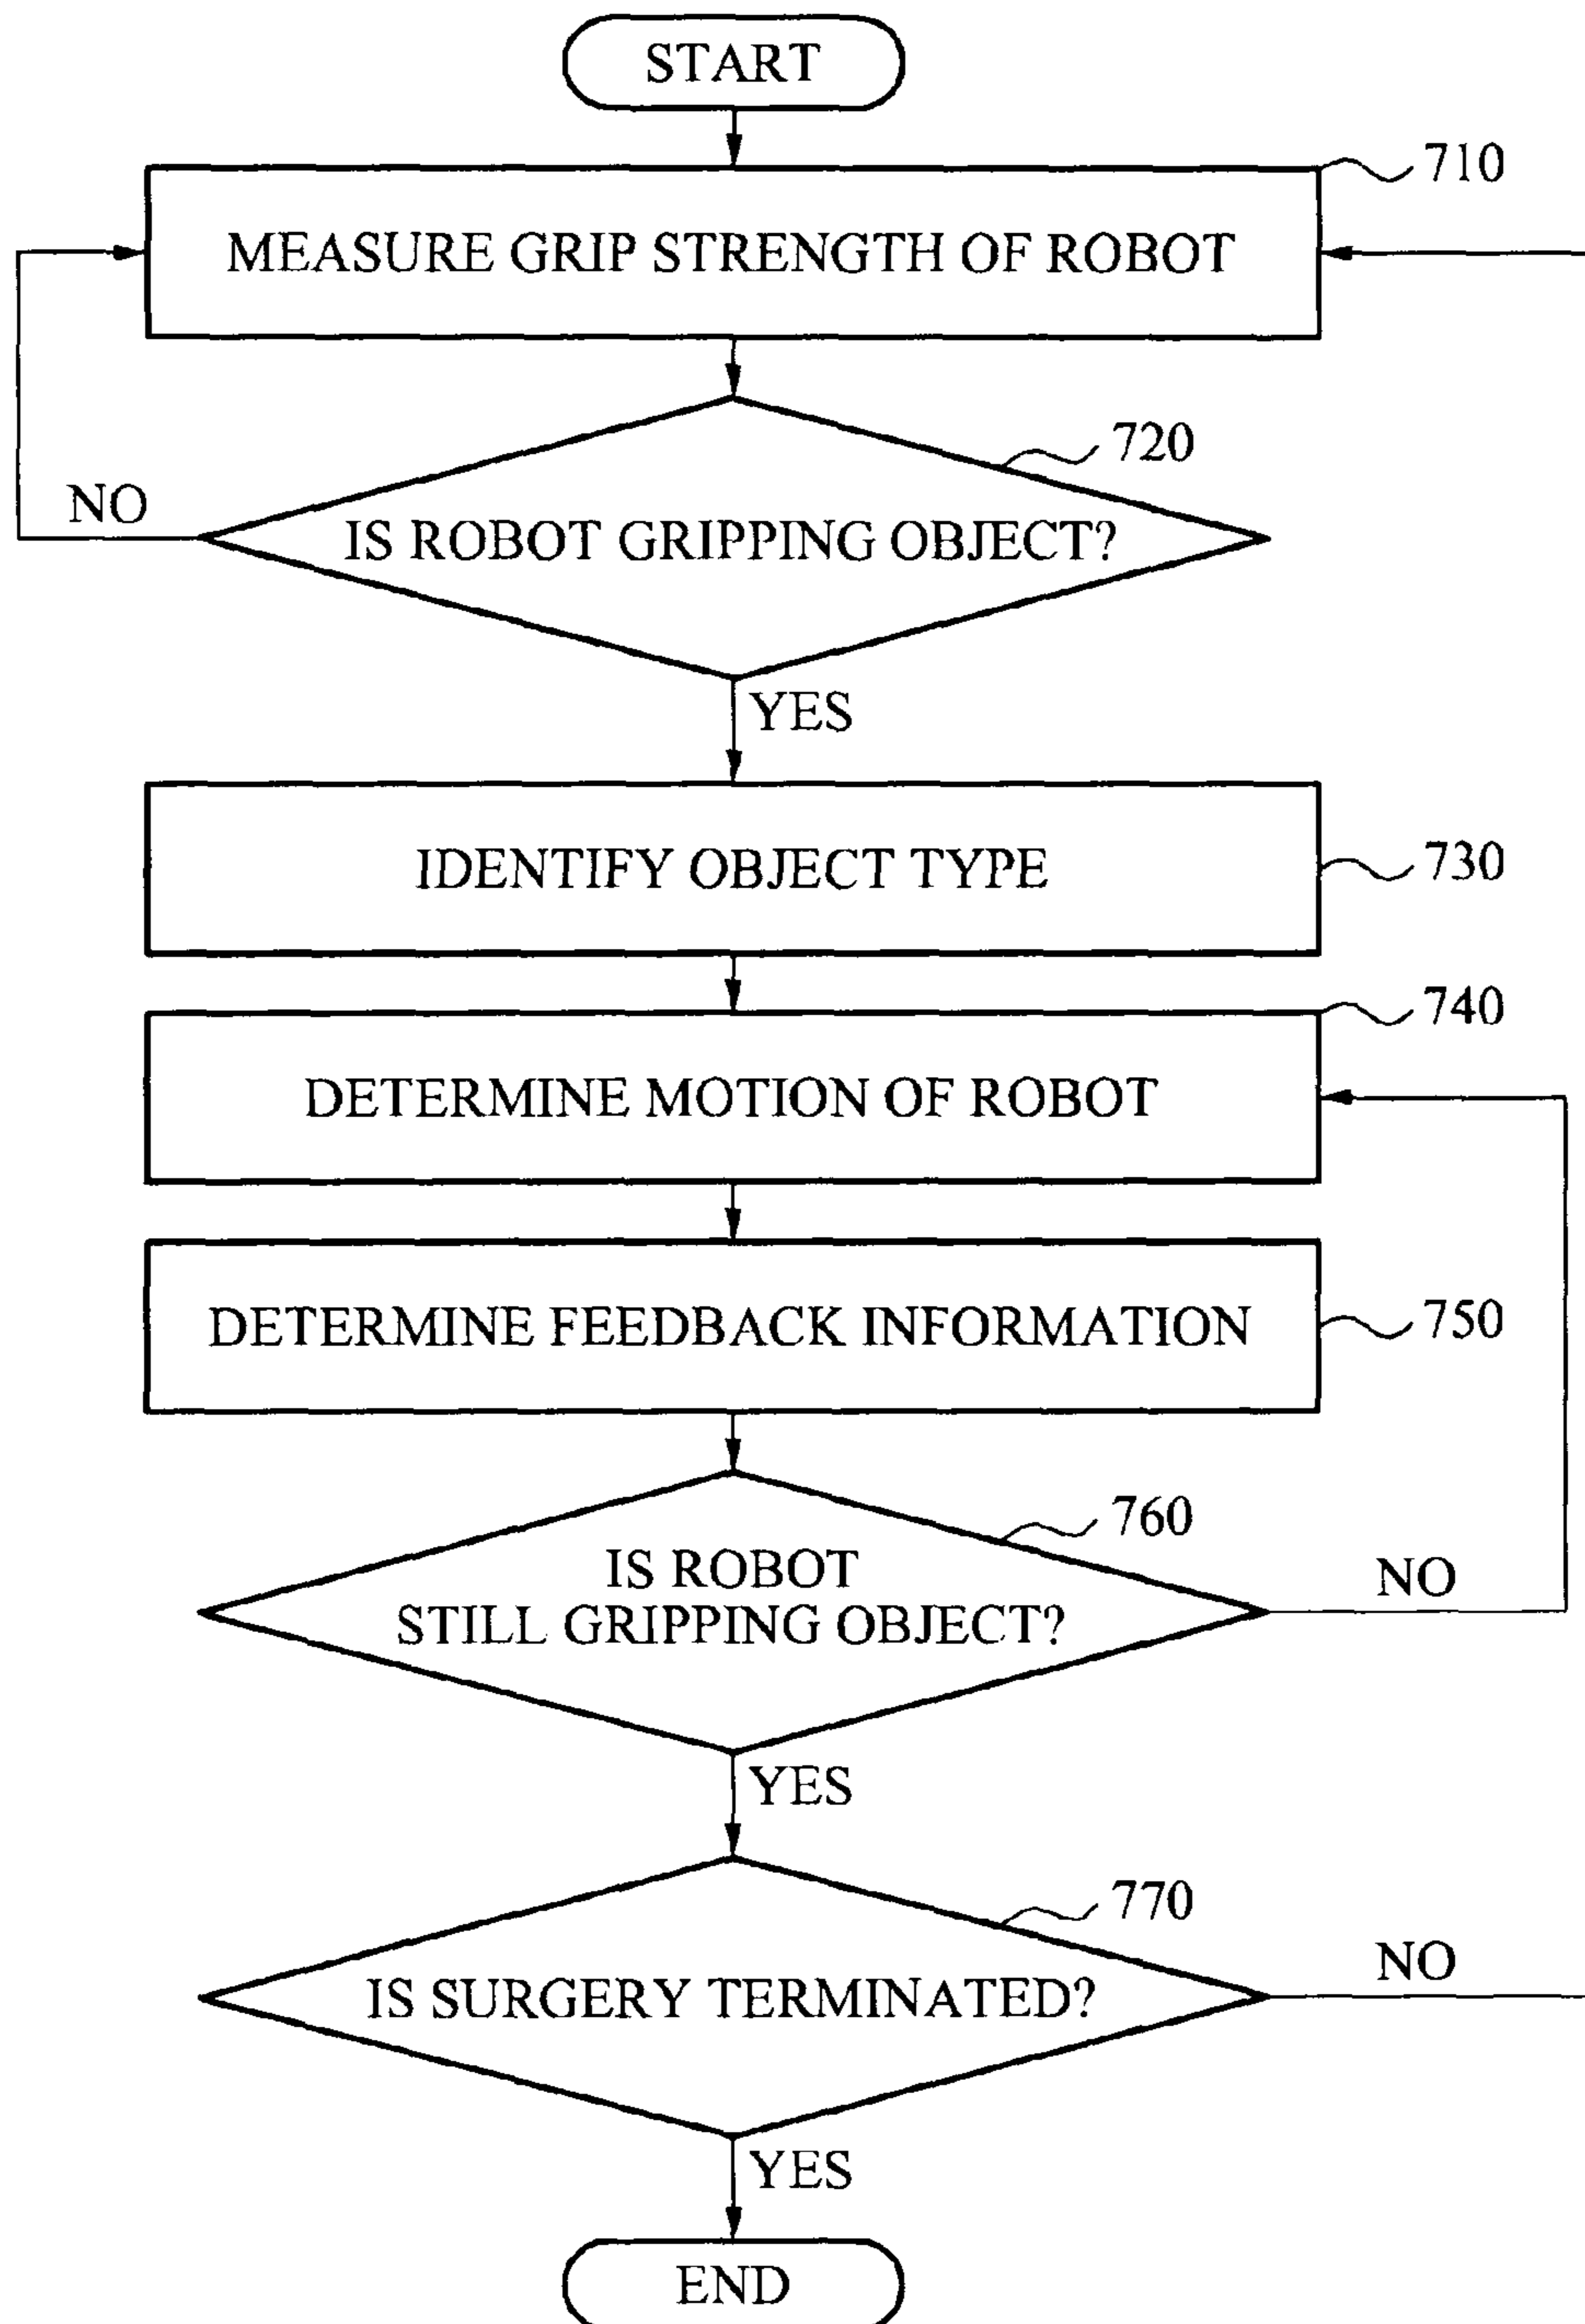 START
710
MEASURE GRIP STRENGTH OF ROBOT
720
NO
IS ROBOT GRIPPING OBJECT?
YES
IDENTIFY OBJECT TYPE
730
740
DETERMINE MOTION OF ROBOT
DETERMINE FEEDBACK INFORMATION
750
760
IS ROBOT
STILL GRIPPING OBJECT?
NO
YES
770
IS SURGERY TERMINATED?
NO
YES
END